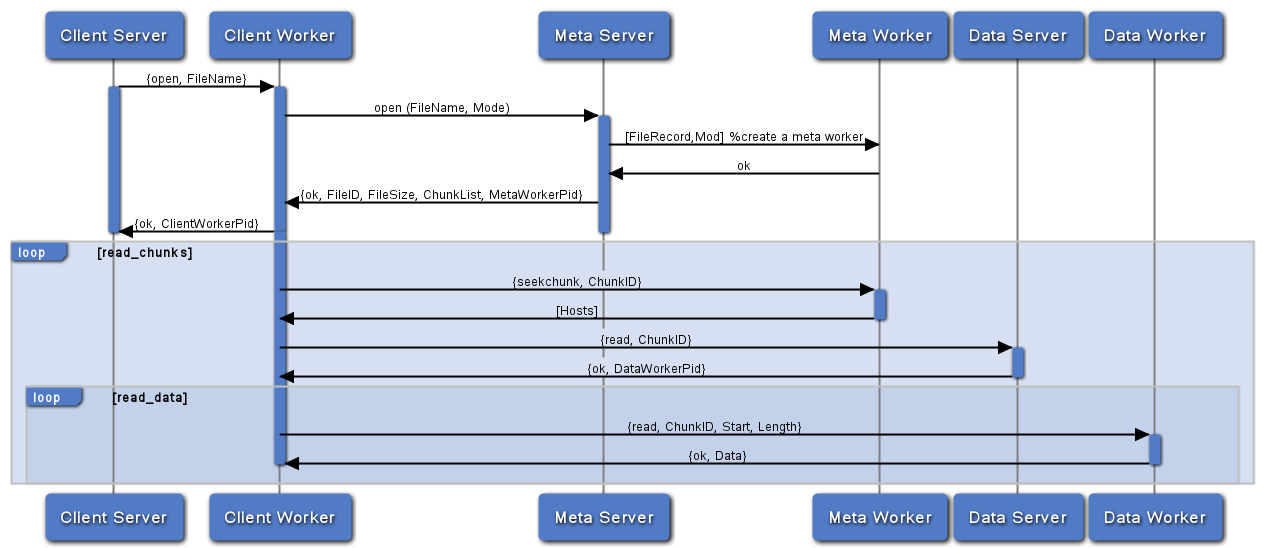 Client Server Client Worker Meta Server Meta Worker Data Server Data Worker
{open, FileName}
open (FileName, Mode)
[FileRecord,Mod] %create a meta worker
ok
{ok, FileID, FileSize, ChunkList, MetaWorkerPid}
{ok, ClientWorkerPid}
loop [read_chunks]
{seekchunk, ChunkID}
[Hosts]
{read, ChunkID}
{ok, DataWorkerPid}
loop [read_data]
{read, ChunkID, Start, Length}
{ok, Data}
Client Server Client Worker Meta Server Meta Worker Data Server Data Worker